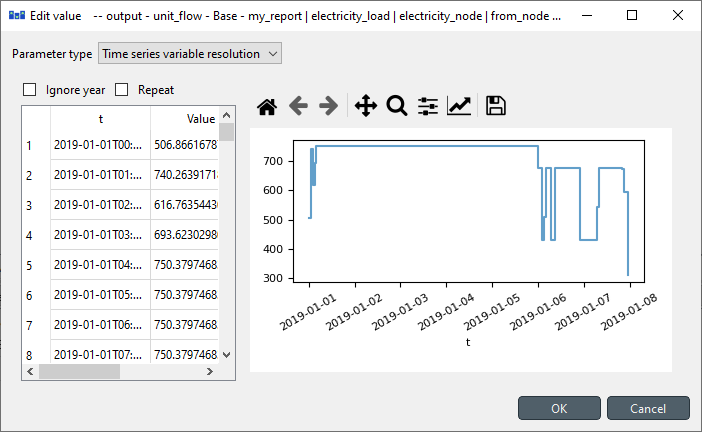 Edit value -- output - unit_flow - Base - my_report | electricity_load | electricity_node | from_node ...
Parameter type Time series variable resolution
Ignore year Repeat
t Value
1 2019-01-01T00:... 506.8661678
2 2019-01-01T01:... 740.2639171
3 2019-01-01T02:... 616.7635443
4 2019-01-01T03:... 693.6230298
5 2019-01-01T04:... 750.3797468
6 2019-01-01T05:... 750.3797468
7 2019-01-01T06:... 750.3797468
8 2019-01-01T07:... 750.3797468
700
600
500
400
300
2019-01-01 2019-01-02 2019-01-03 2019-01-04 2019-01-05 2019-01-06 2019-01-07 2019-01-08
t
OK Cancel